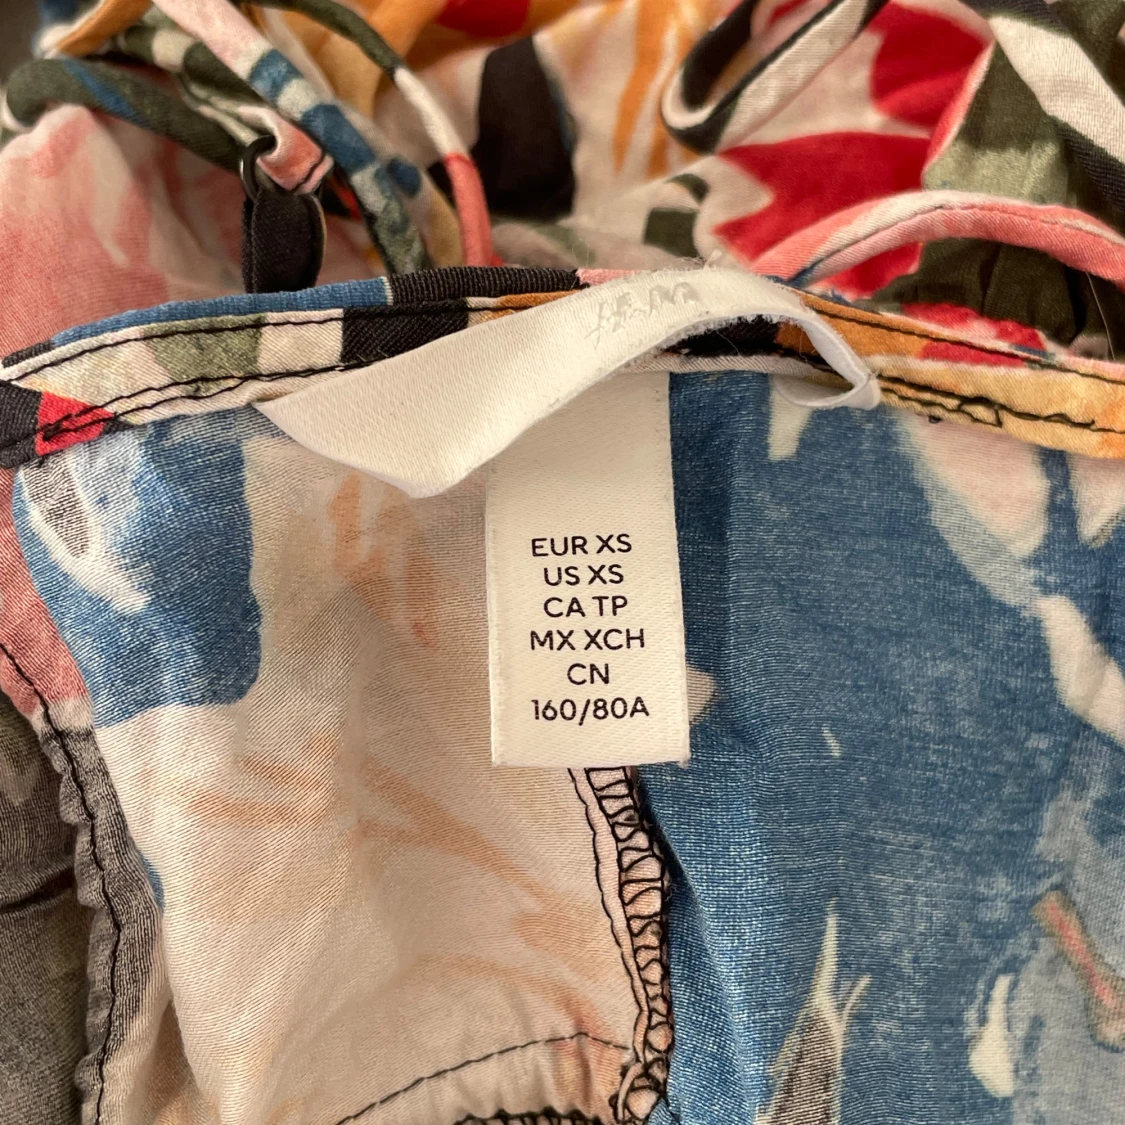 H&M
EUR XS
US XS
CA TP
MX XCH
CN
160/80A